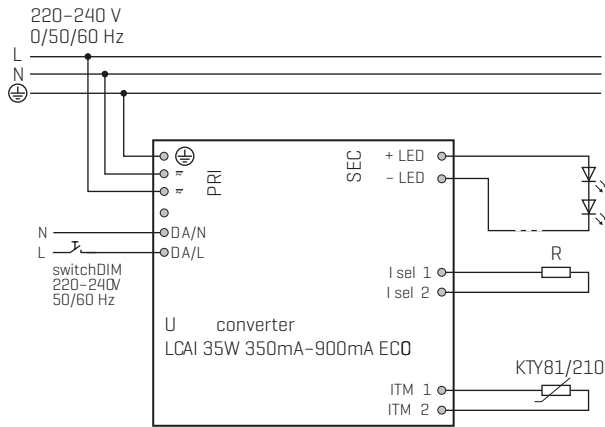 220–240 V
0/50/60 Hz
L
N
PRI
SEC
+ LED
– LED
N
DA/N
L
DA/L
switchDIM
220–240V
50/60 Hz
I sel 1
R
I sel 2
U converter
LCAI 35W 350mA–900mA ECO
KTY81/210
ITM 1
ITM 2